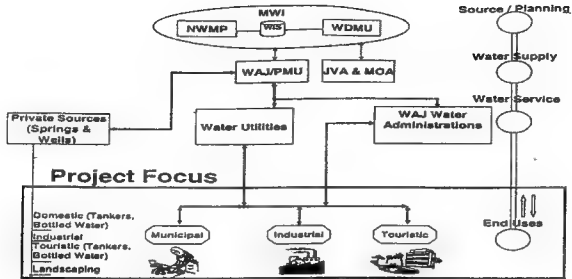 MWI
Source / Planning
NWMP
WIS
WDMU
Water Supply
WAJ/PMU
JVA & MOA
Water Service
Private Sources
(Springs &
Wells)
Water Utilities
WAJ Water
Administrations
Project Focus
Domestic (Tankers,
Bottled Water)
Industrial
Touristic (Tankers,
Bottled Water)
Landscaping
Municipal
Industrial
Touristic
End Uses